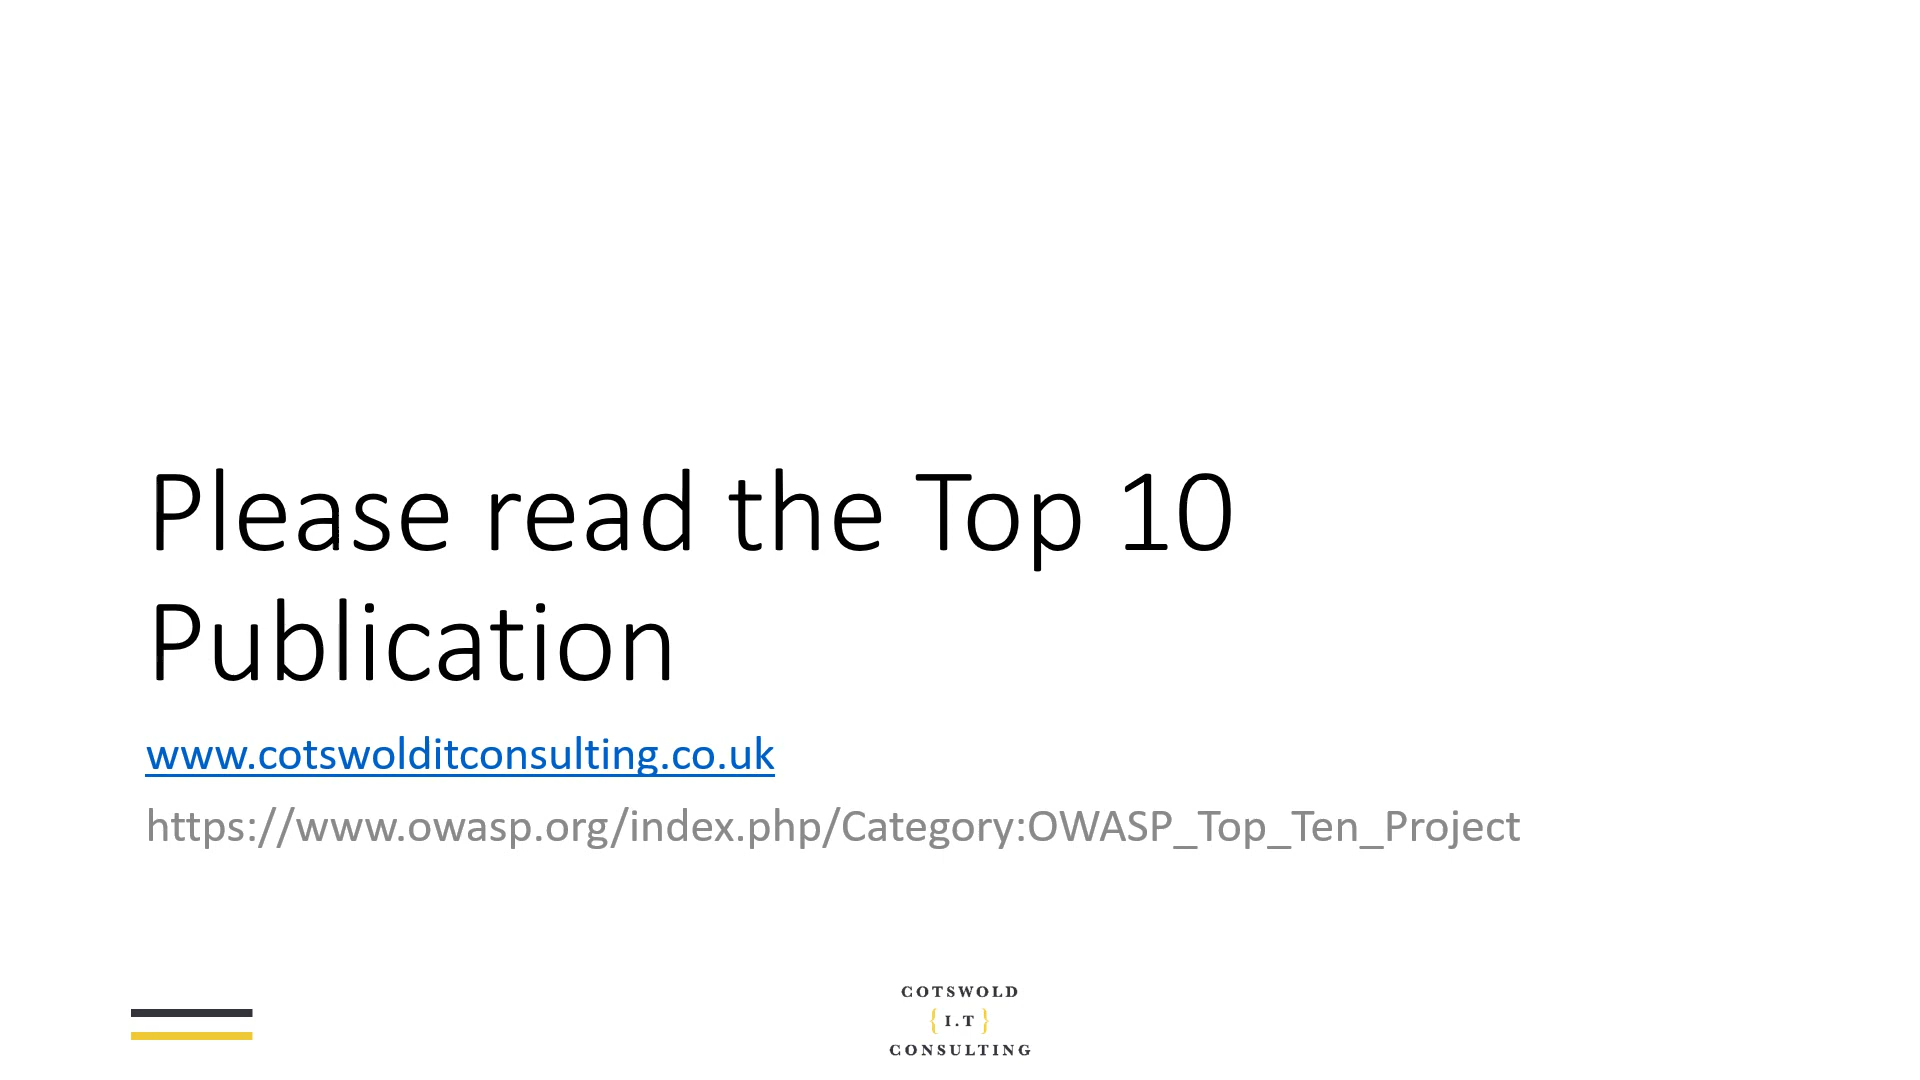 Please read the Top 10
Publication
www.cotswolditconsulting.co.uk
https://www.owasp.org/index.php/Category:OWASP_Top_Ten_Project
COTSWOLD
{ I.T }
CONSULTING